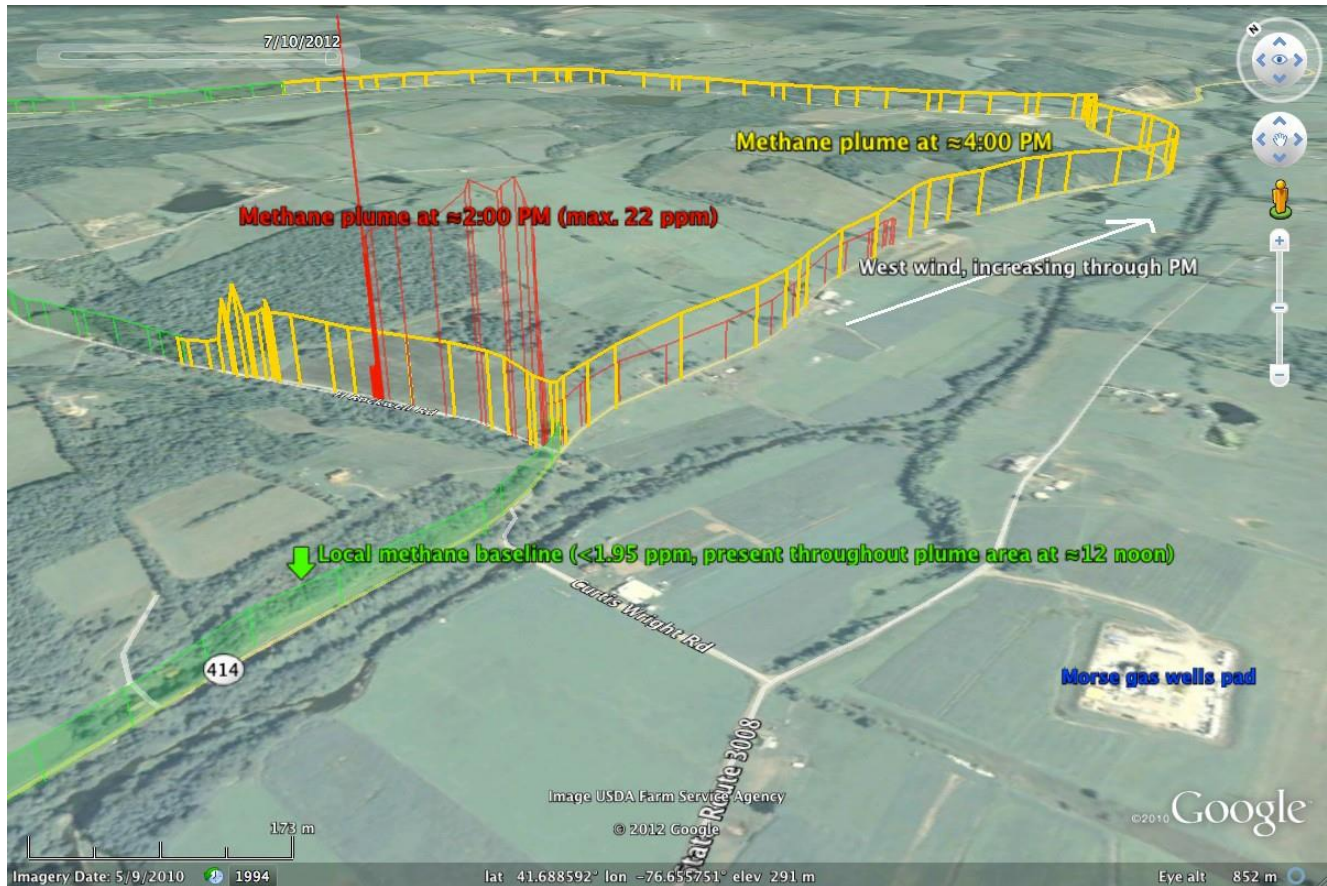 7/10/2012
N
Methane plume at ≈4:00 PM
Methane plume at ≈2:00 PM (max. 22 ppm)
West wind, increasing through PM
Rockwell Rd
Local methane baseline (<1.95 ppm, present throughout plume area at ≈12 noon)
Curtis Wright Rd
414
Morse gas wells pad
State Route 3008
Image USDA Farm Service Agency
© 2012 Google
©2010 Google
173 m
Imagery Date: 5/9/2010 1994 lat 41.688592° lon -76.655751° elev 291 m Eye alt 852 m